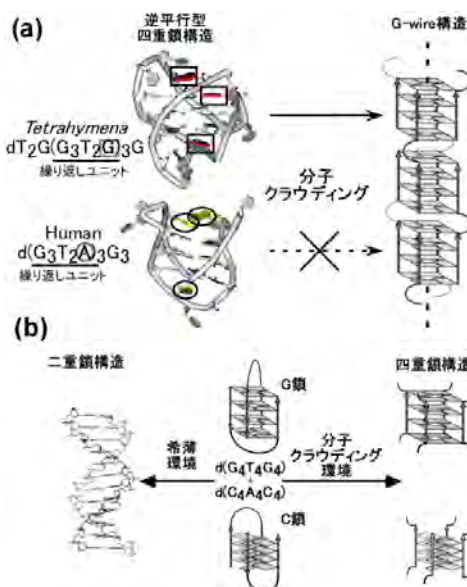 (a)
逆平行型
四重鎖構造
G-wire構造
Tetrahymena
dT2G(G3T2G)3G
繰り返しユニット
Human
d(G3T2A)3G3
繰り返しユニット
分子
クラウディング
(b)
二重鎖構造
四重鎖構造
G鎖
希薄
環境
分子
クラウディング
環境
d(G4T4G4)
+
d(C4A4C4)
C鎖